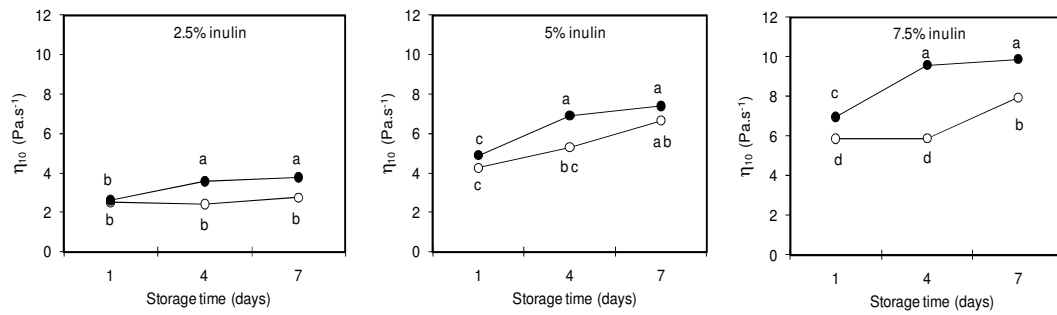 2.5% inulin
12
10
8
6
4
2
0
η10 (Pa.s-1)
b
a
a
b
b
b
1 4 7
Storage time (days)
5% inulin
12
10
8
6
4
2
0
η10 (Pa.s-1)
c
a
a
c
bc
ab
1 4 7
Storage time (days)
7.5% inulin
12
10
8
6
4
2
0
η10 (Pa.s-1)
c
a
a
d
d
b
1 4 7
Storage time (days)